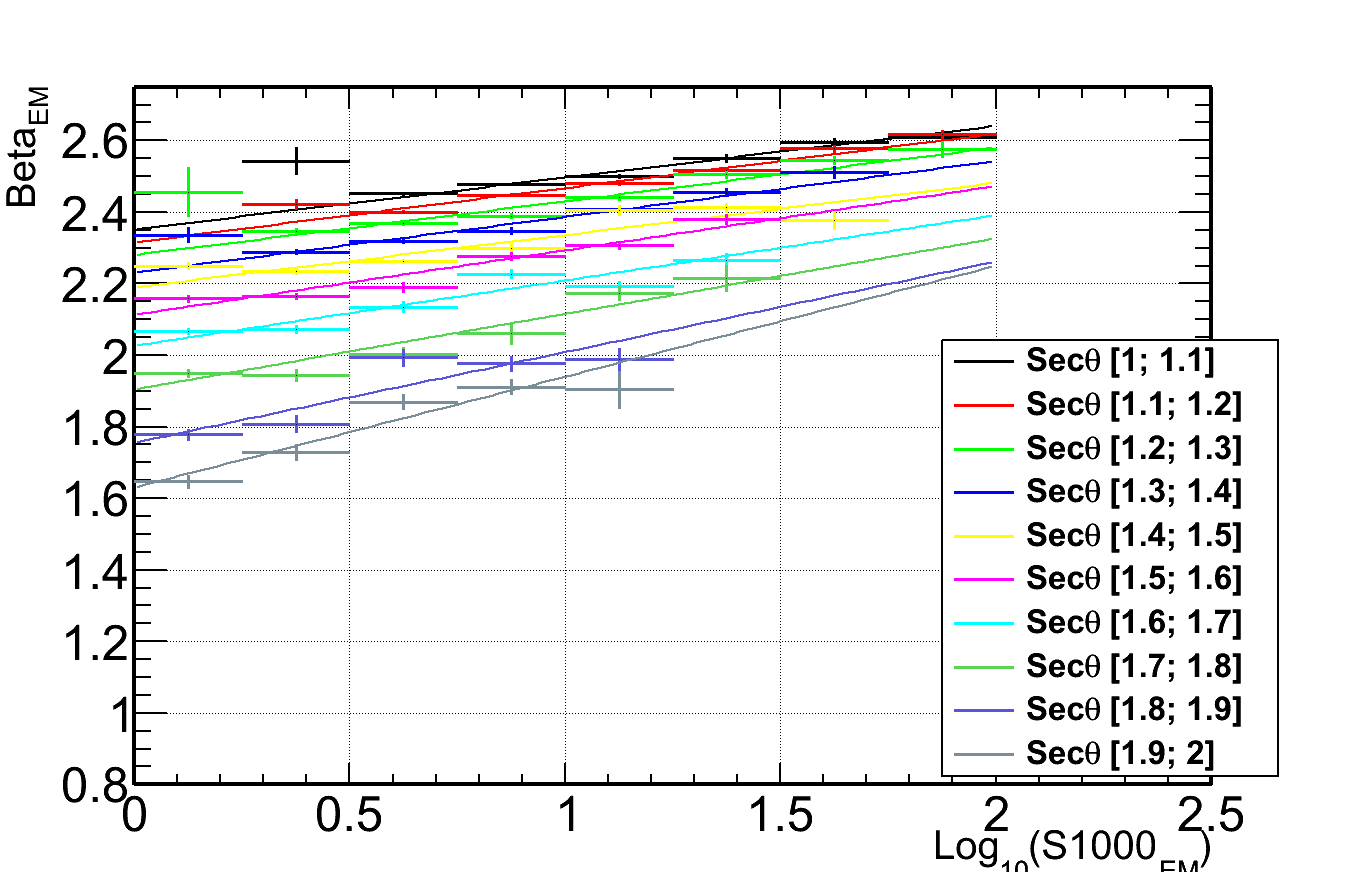 Beta_EM
2.6
2.4
2.2
2
1.8
1.6
1.4
1.2
1
0.8
0 0.5 1 1.5 2 2.5
Log_10(S1000_EM)
Secθ [1; 1.1]
Secθ [1.1; 1.2]
Secθ [1.2; 1.3]
Secθ [1.3; 1.4]
Secθ [1.4; 1.5]
Secθ [1.5; 1.6]
Secθ [1.6; 1.7]
Secθ [1.7; 1.8]
Secθ [1.8; 1.9]
Secθ [1.9; 2]